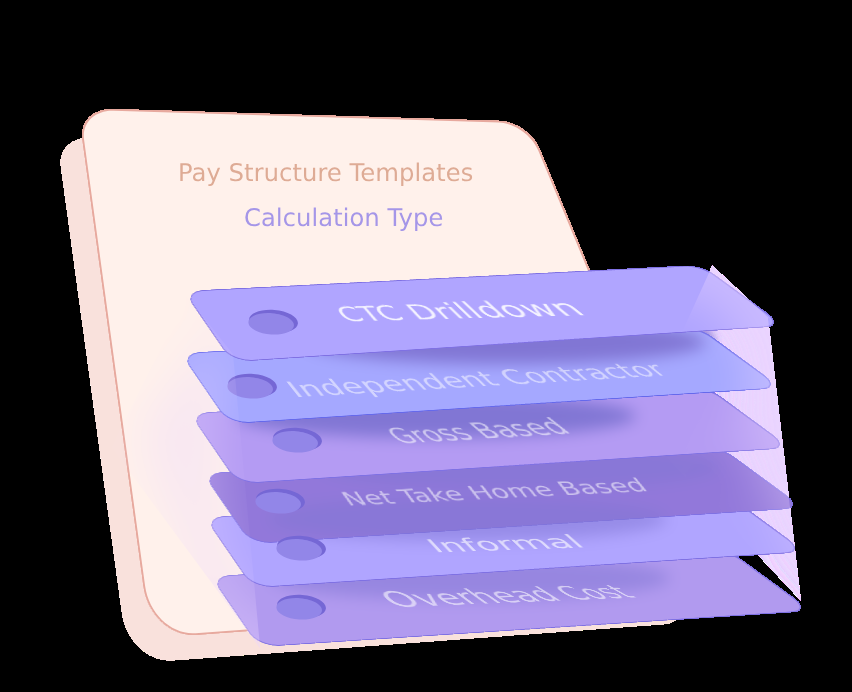 Pay Structure Templates
Calculation Type
CTC Drilldown
Independent Contractor
Gross Based
Net Take Home Based
Informal
Overhead Cost